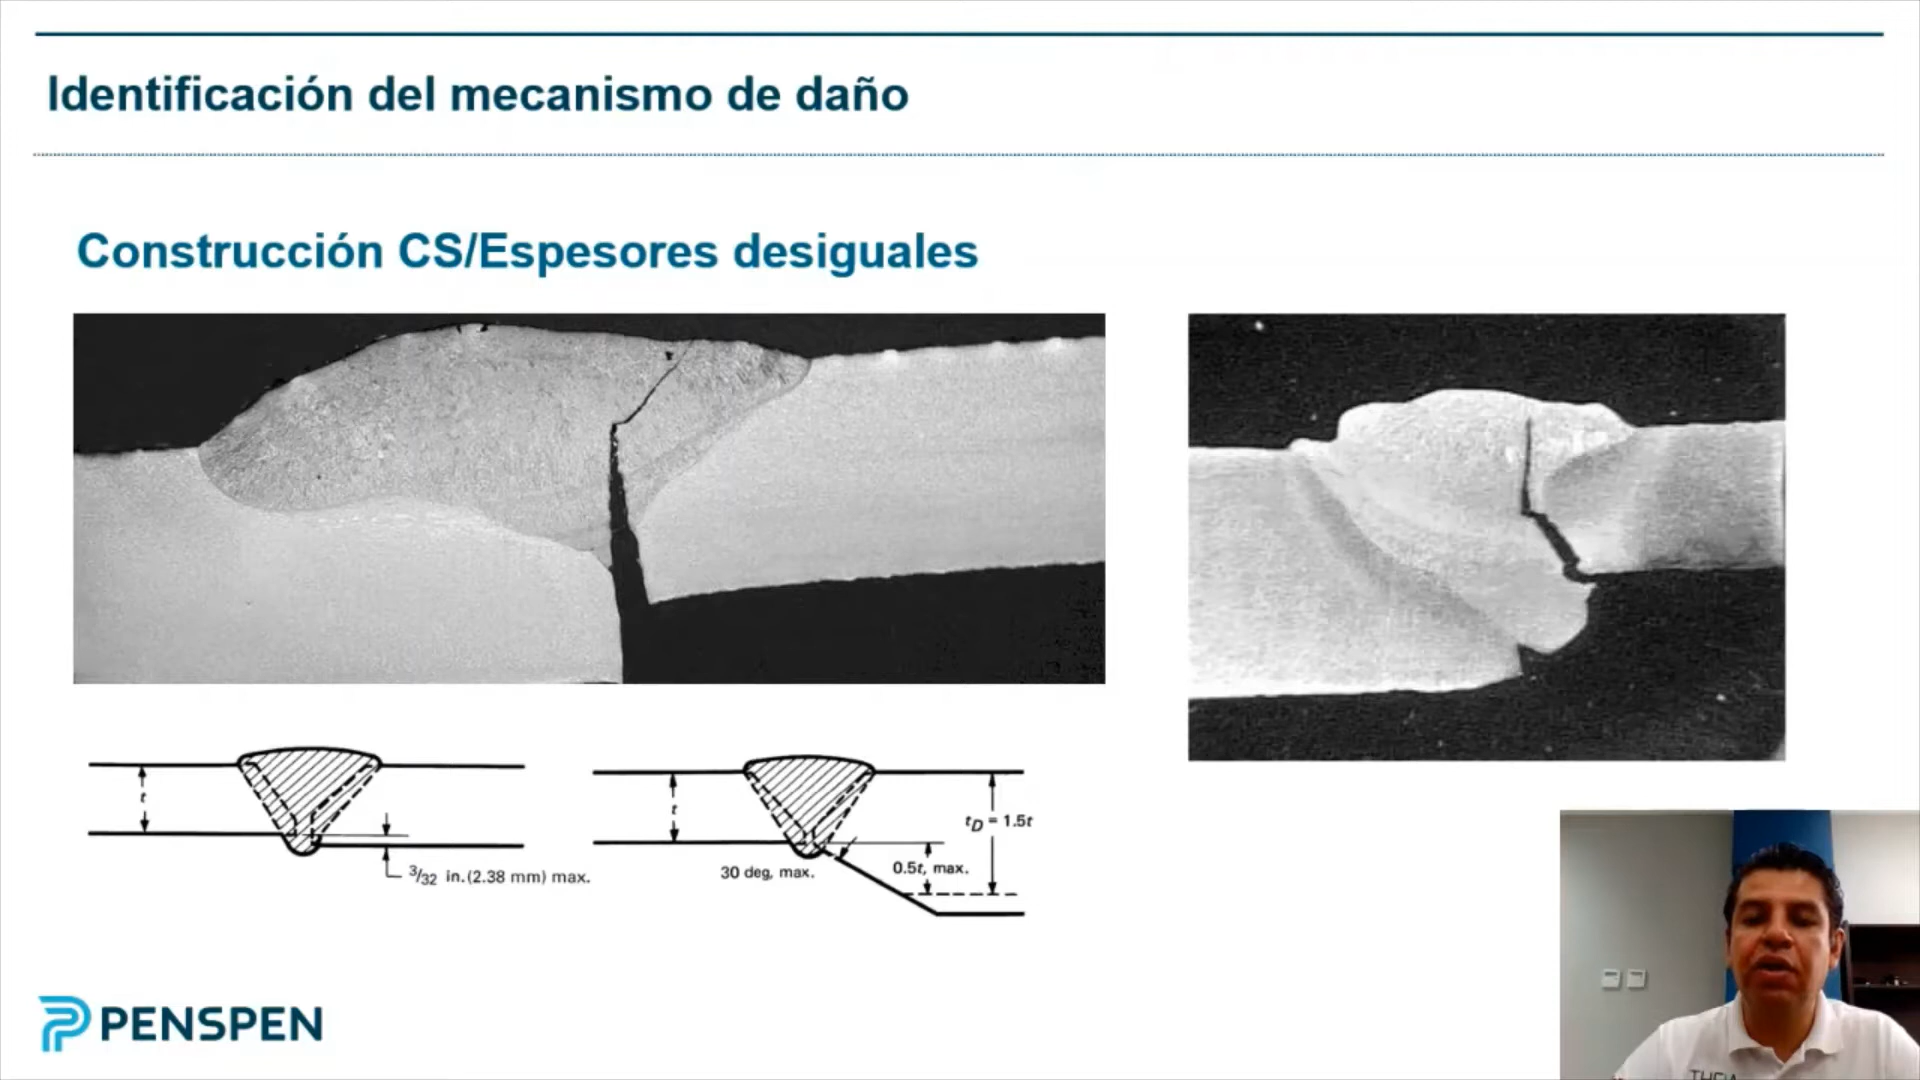 Identificación del mecanismo de daño
Construcción CS/Espesores desiguales
t
3/32 in.(2.38 mm) max.
t
30 deg, max.
0.5t, max.
tD = 1.5t
PENSPEN